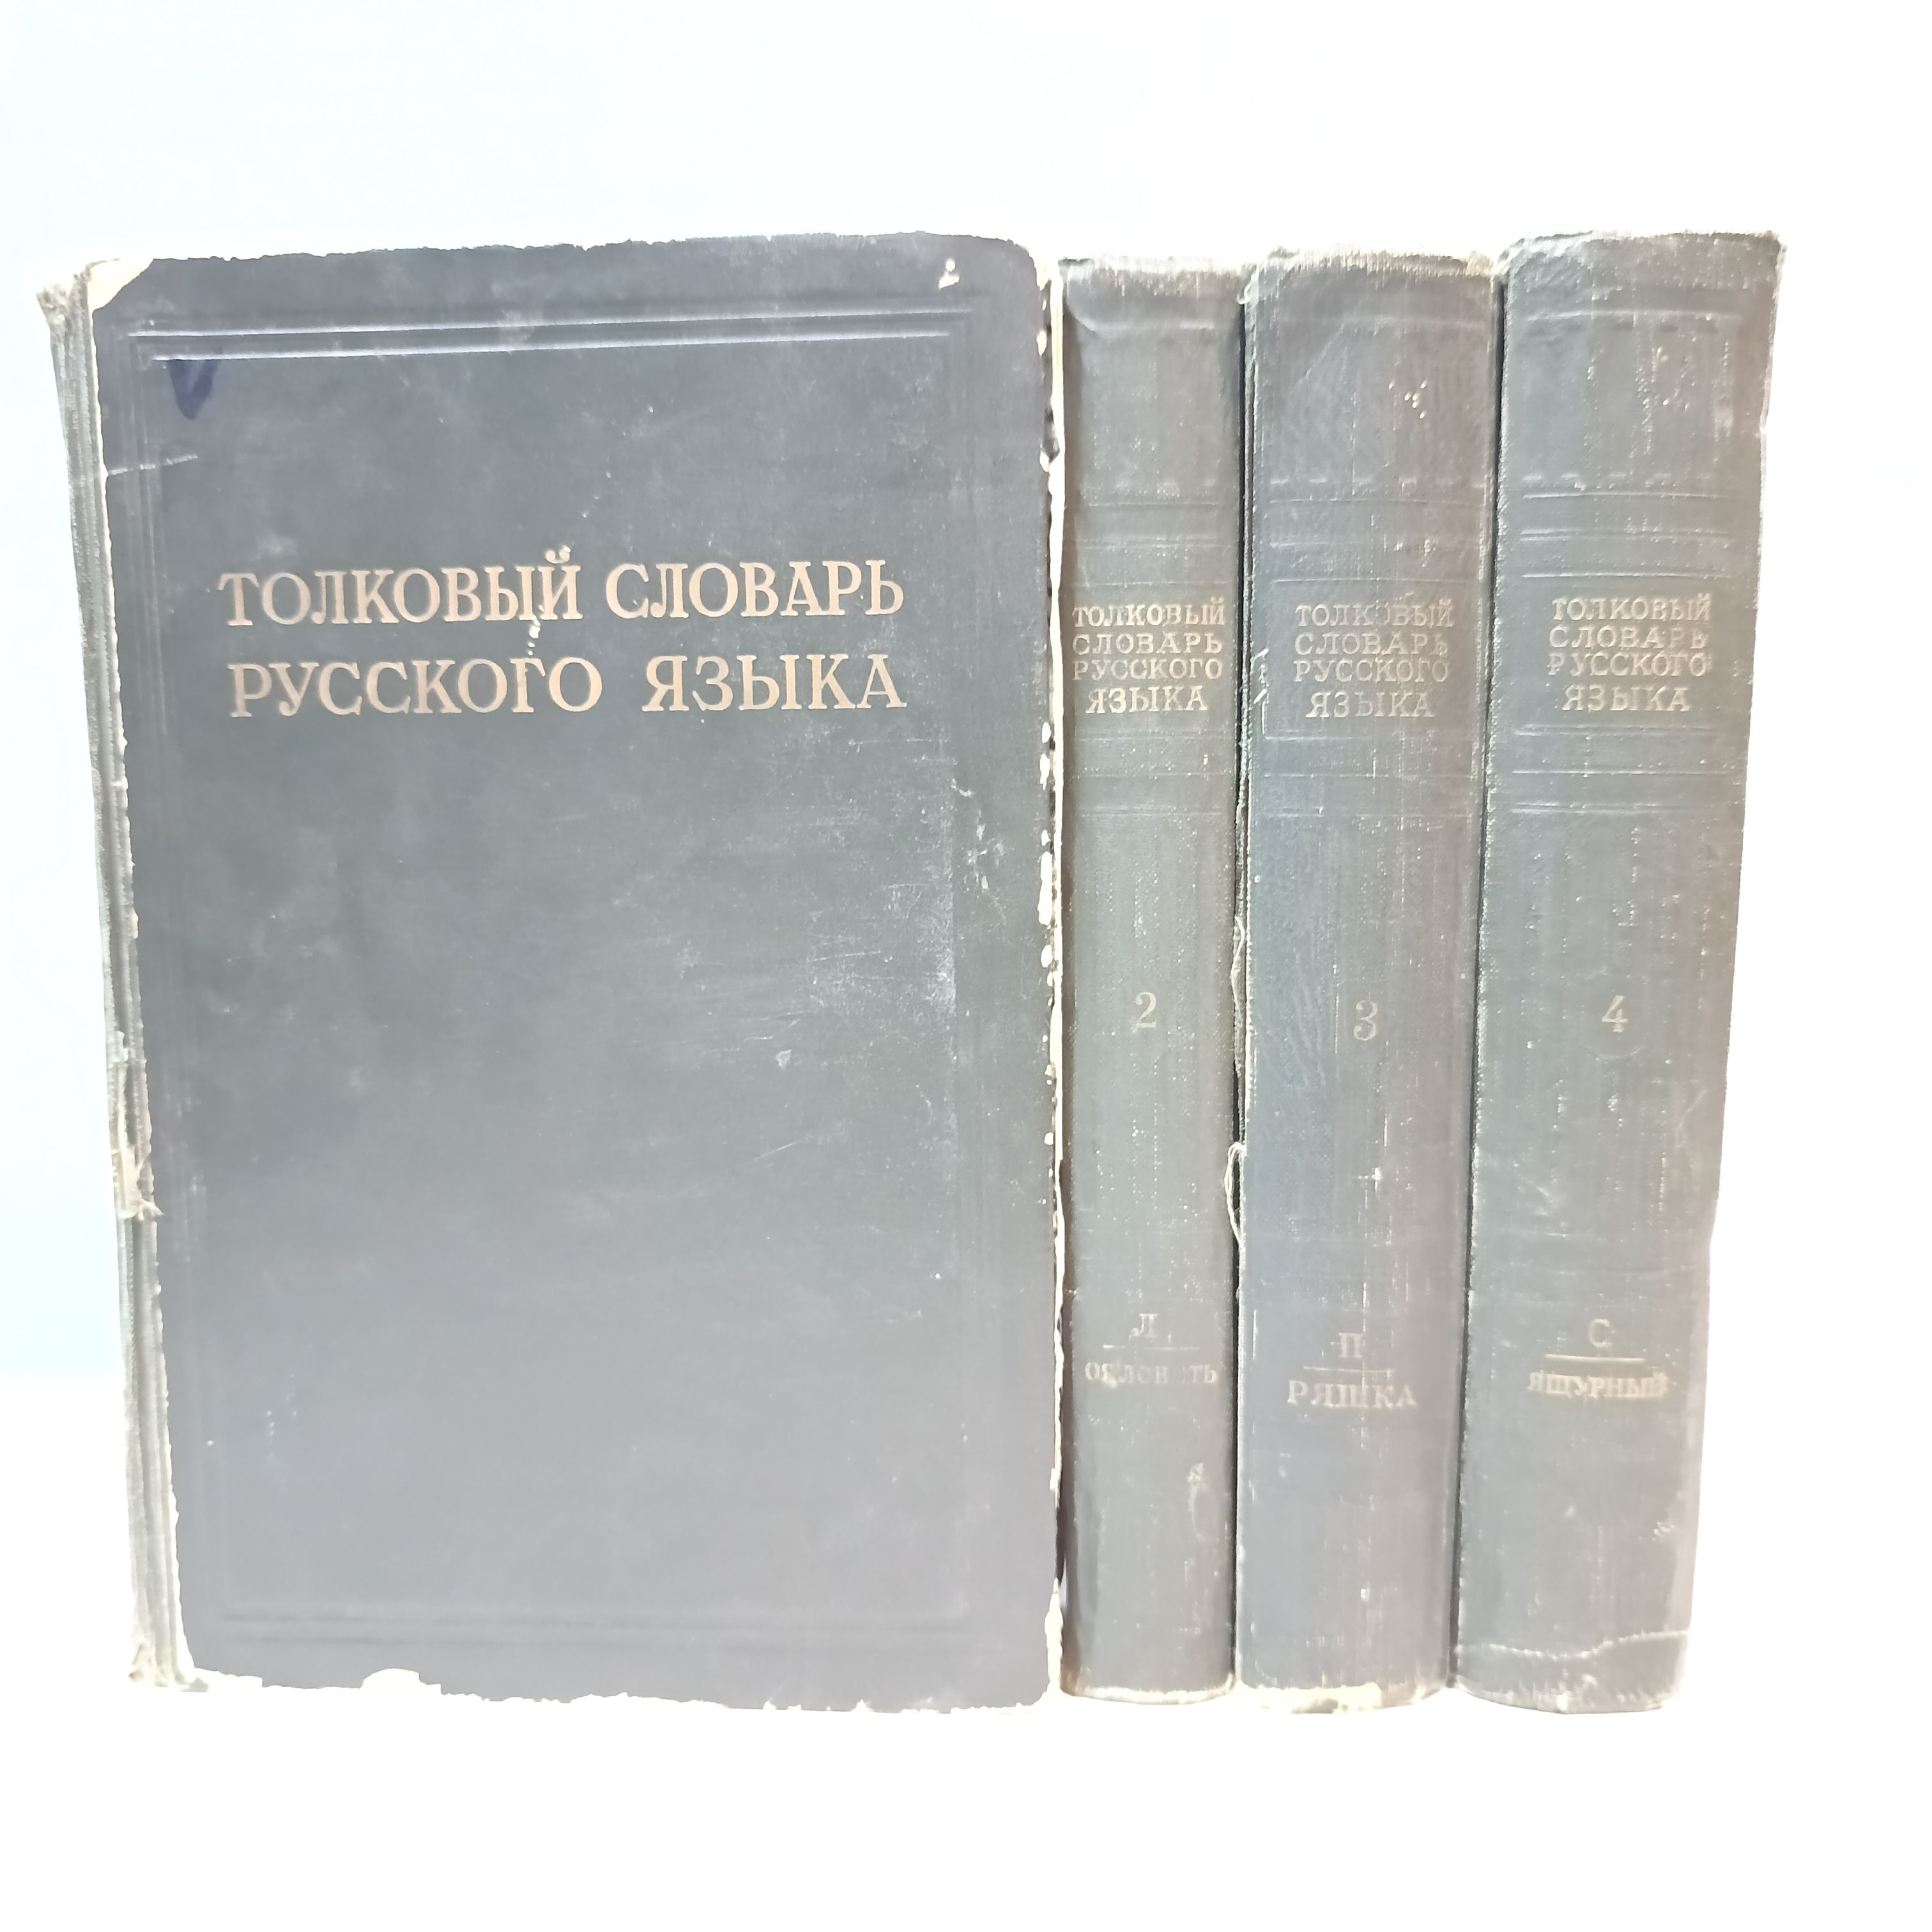 ТОЛКОВЫЙ СЛОВАРЬ
РУССКОГО ЯЗЫКА
ТОЛКОВЫЙ
СЛОВАРЬ
РУССКОГО
ЯЗЫКА
2
Л
ТОЛКОВЫЙ
СЛОВАРЬ
РУССКОГО
ЯЗЫКА
3
П
РЯШКА
ТОЛКОВЫЙ
СЛОВАРЬ
РУССКОГО
ЯЗЫКА
4
С
ЯЩУРНЫЙ